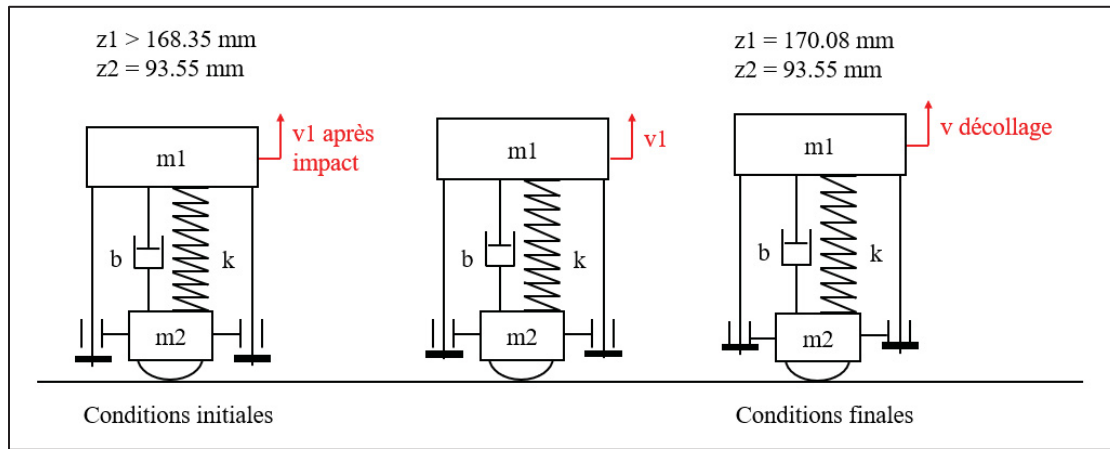 z1 > 168.35 mm
z2 = 93.55 mm
z1 = 170.08 mm
z2 = 93.55 mm
m1
v1 après
impact
b
k
m2
m1
v1
b
k
m2
m1
v décollage
b
k
m2
Conditions initiales
Conditions finales